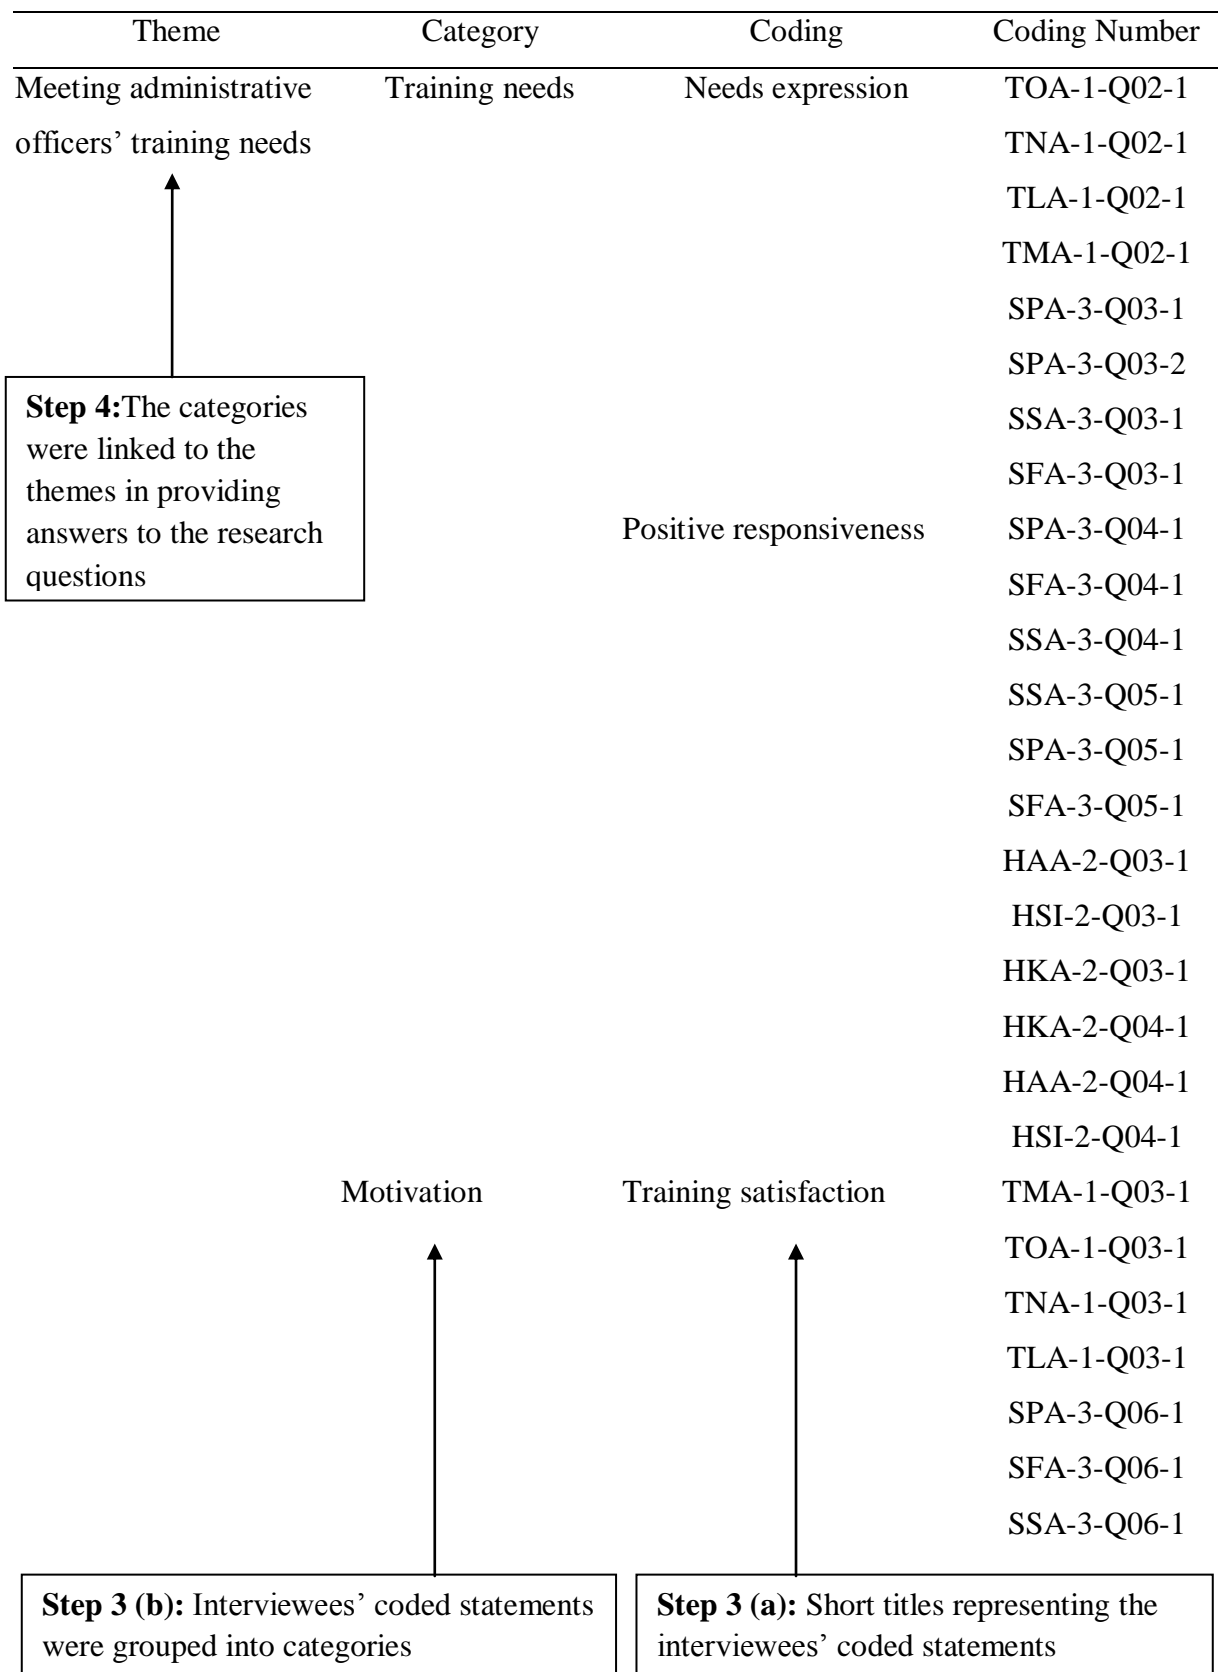 Theme Category Coding Coding Number
Meeting administrative Training needs Needs expression TOA-1-Q02-1
officers’ training needs TNA-1-Q02-1
TLA-1-Q02-1
TMA-1-Q02-1
SPA-3-Q03-1
SPA-3-Q03-2
Step 4:The categories
were linked to the
themes in providing
answers to the research
questions
SSA-3-Q03-1
SFA-3-Q03-1
Positive responsiveness SPA-3-Q04-1
SFA-3-Q04-1
SSA-3-Q04-1
SSA-3-Q05-1
SPA-3-Q05-1
SFA-3-Q05-1
HAA-2-Q03-1
HSI-2-Q03-1
HKA-2-Q03-1
HKA-2-Q04-1
HAA-2-Q04-1
HSI-2-Q04-1
Motivation Training satisfaction TMA-1-Q03-1
TOA-1-Q03-1
TNA-1-Q03-1
TLA-1-Q03-1
SPA-3-Q06-1
SFA-3-Q06-1
SSA-3-Q06-1
Step 3 (b): Interviewees’ coded statements
were grouped into categories
Step 3 (a): Short titles representing the
interviewees’ coded statements